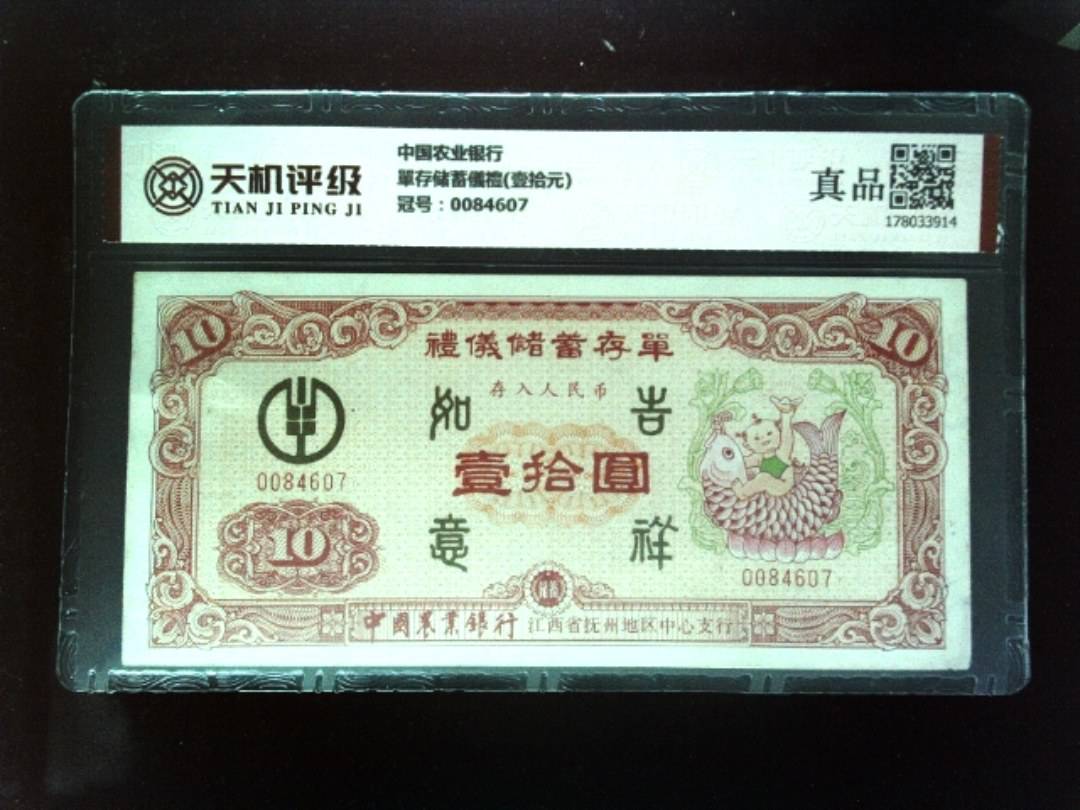 天机评级
TIAN JI PING JI
中国农业银行
單存储蓄儀禮(壹拾元)
冠号：0084607
真品
178033914
10
10
禮儀儲蓄存單
存入人民币
如
吉
0084607
壹拾圓
10
意
祥
0084607
中國農業銀行 江西省抚州地区中心支行